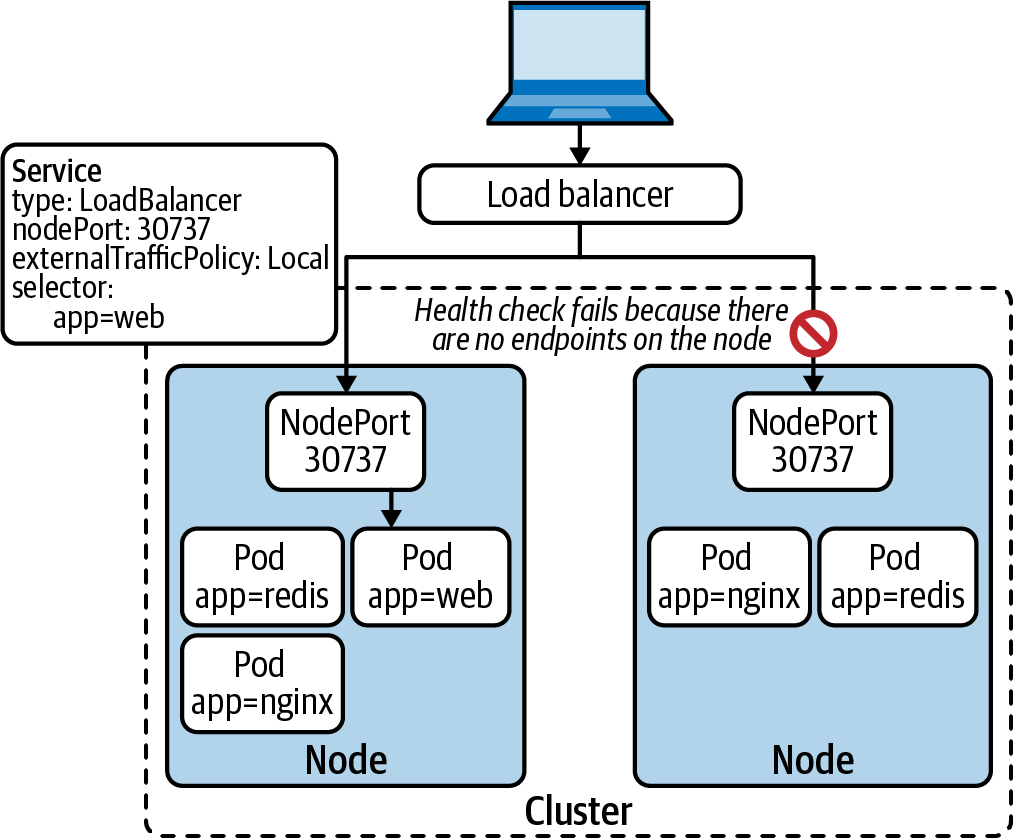 Load balancer
Service
type: LoadBalancer
nodePort: 30737
externalTrafficPolicy: Local
selector:
app=web
Health check fails because there
are no endpoints on the node
NodePort
30737
Pod
app=redis
Pod
app=web
Pod
app=nginx
Node
NodePort
30737
Pod
app=nginx
Pod
app=redis
Node
Cluster